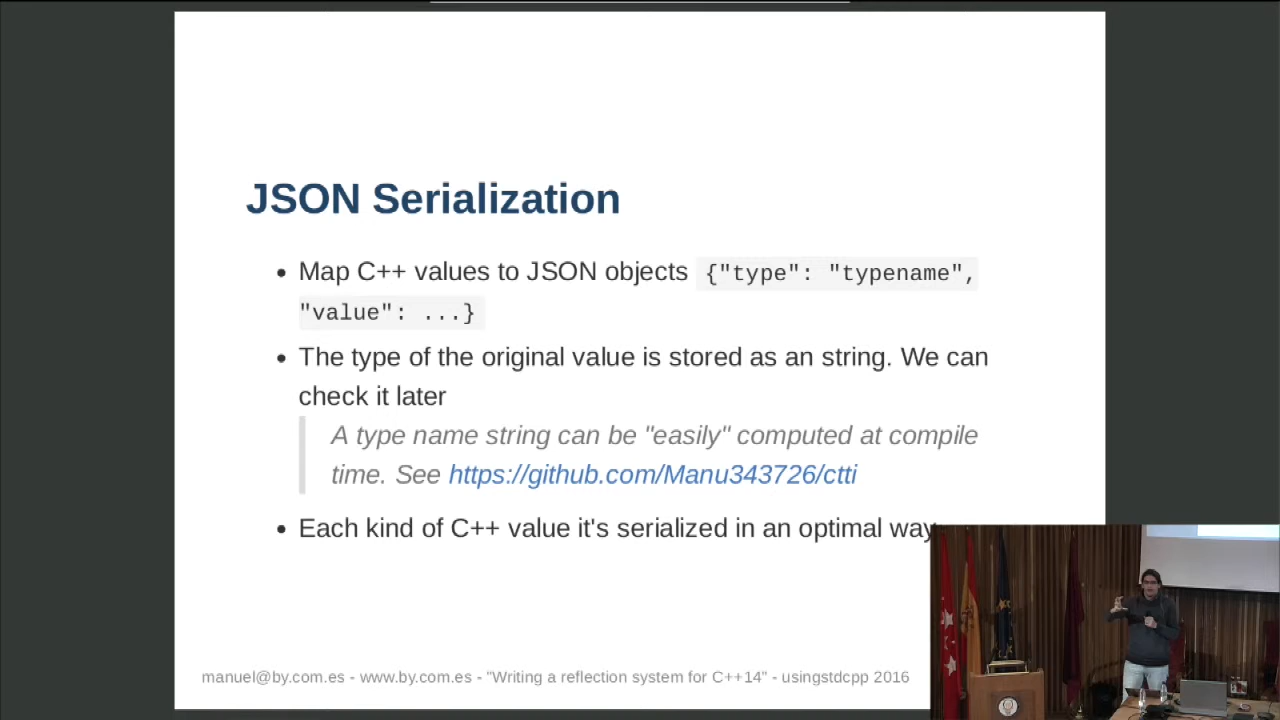 JSON Serialization
• Map C++ values to JSON objects {"type": "typename",
"value": ...}
• The type of the original value is stored as an string. We can
check it later
A type name string can be "easily" computed at compile
time. See https://github.com/Manu343726/ctti
• Each kind of C++ value it's serialized in an optimal way
manuel@by.com.es - www.by.com.es - "Writing a reflection system for C++14" - usingstdcpp 2016